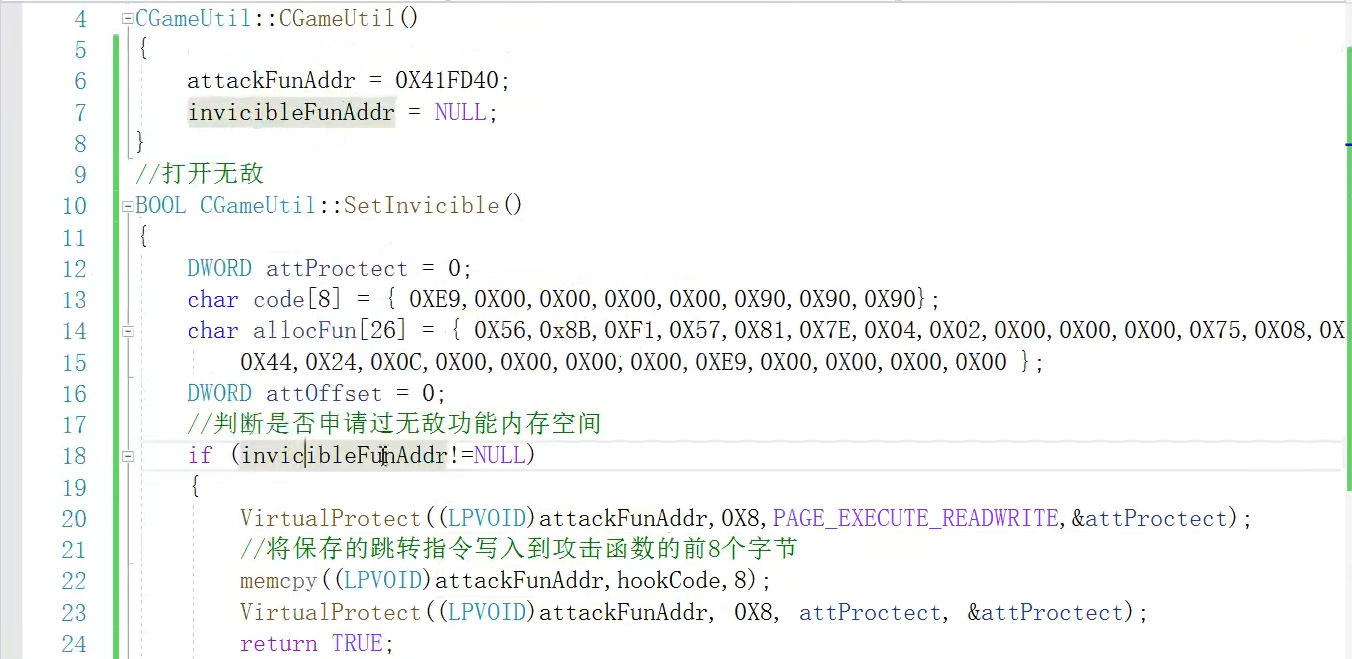 4 CGameUtil::CGameUtil()
5 {
6 attackFunAddr = 0X41FD40;
7 invicibleFunAddr = NULL;
8 }
9 //打开无敌
10 BOOL CGameUtil::SetInvicible()
11 {
12 DWORD attProctect = 0;
13 char code[8] = { 0XE9,0X00,0X00,0X00,0X00,0X90,0X90,0X90};
14 char allocFun[26] = { 0X56,0x8B,0XF1,0X57,0X81,0X7E,0X04,0X02,0X00,0X00,0X00,0X75,0X08,0X
15 0X44,0X24,0X0C,0X00,0X00,0X00,0X00,0XE9,0X00,0X00,0X00,0X00 };
16 DWORD attOffset = 0;
17 //判断是否申请过无敌功能内存空间
18 if (invicibleFunAddr!=NULL)
19 {
20 VirtualProtect((LPVOID)attackFunAddr,0X8,PAGE_EXECUTE_READWRITE,&attProctect);
21 //将保存的跳转指令写入到攻击函数的前8个字节
22 memcpy((LPVOID)attackFunAddr,hookCode,8);
23 VirtualProtect((LPVOID)attackFunAddr, 0X8, attProctect, &attProctect);
24 return TRUE;